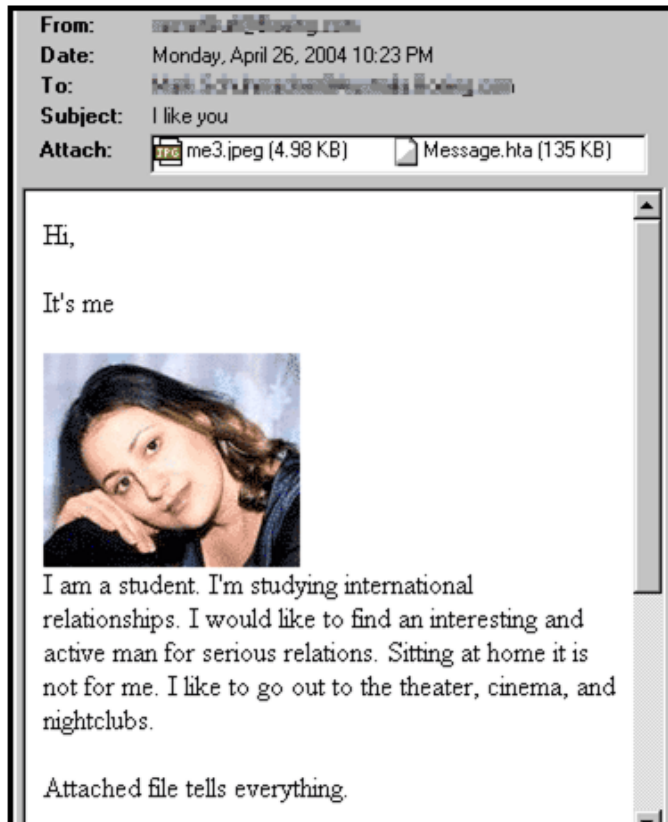 From:
Date: Monday, April 26, 2004 10:23 PM
To:
Subject: I like you
Attach: JPG me3.jpeg (4.98 KB) Message.hta (135 KB)
Hi,
It's me
I am a student. I'm studying international
relationships. I would like to find an interesting and
active man for serious relations. Sitting at home it is
not for me. I like to go out to the theater, cinema, and
nightclubs.
Attached file tells everything.